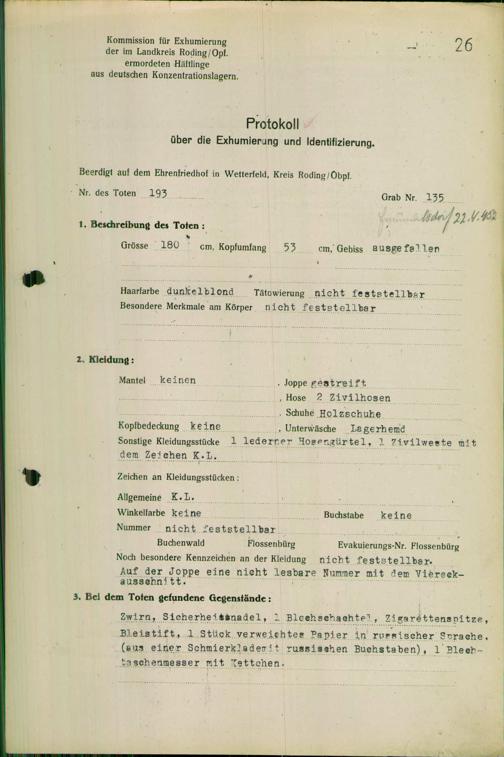 26
Kommission für Exhumierung
der im Landkreis Roding/Opf.
ermordeten Häftlinge
aus deutschen Konzentrationslagern.
Protokoll
über die Exhumierung und Identifizierung.
Beerdigt auf dem Ehrenfriedhof in Wetterfeld, Kreis Roding/Obpf.
Nr. des Toten 193
Grab Nr. 135
1. Beschreibung des Toten:
Grösse 180 cm, Kopfumfang 53 cm, Gebiss ausgefallen
Haarfarbe dunkelblond Tätowierung nicht feststellbar
Besondere Merkmale am Körper nicht feststellbar
2. Kleidung:
Mantel keinen , Joppe gestreift
, Hose 2 Zivilhosen
, Schuhe Holzschuhe
Kopfbedeckung keine , Unterwäsche Lagerhemd
Sonstige Kleidungsstücke 1 lederner Hosengürtel, 1 Zivilweste mit
dem Zeichen K.L.
Zeichen an Kleidungsstücken:
Allgemeine K.L.
Winkelfarbe keine Buchstabe keine
Nummer nicht feststellbar
Buchenwald Flossenbürg Evakuierungs-Nr. Flossenbürg
Noch besondere Kennzeichen an der Kleidung nicht feststellbar.
Auf der Joppe eine nicht lesbare Nummer mit dem Viereck-
ausschnitt.
3. Bei dem Toten gefundene Gegenstände:
Zwirn, Sicherheitsnadel, 1 Blechschachtel, Zigarettenspitze,
Bleistift, 1 Stück verweichtes Papier in russischer Sprache.
(aus einer Schmierklademit russischen Buchstaben), 1 Blech-
taschenmesser mit Kettchen.